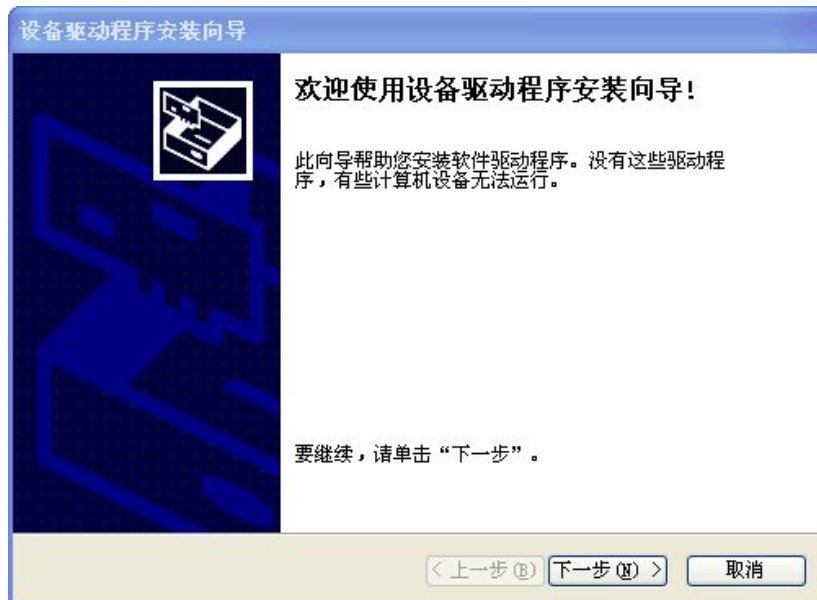 设备驱动程序安装向导
欢迎使用设备驱动程序安装向导!
此向导帮助您安装软件驱动程序。没有这些驱动程
序，有些计算机设备无法运行。
要继续，请单击“下一步”。
< 上一步(B) 下一步(N) > 取消